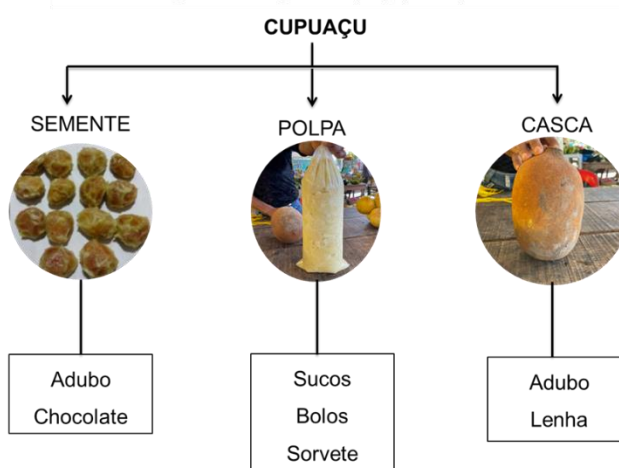 CUPUAÇU
SEMENTE
POLPA
CASCA
Adubo
Chocolate
Sucos
Bolos
Sorvete
Adubo
Lenha